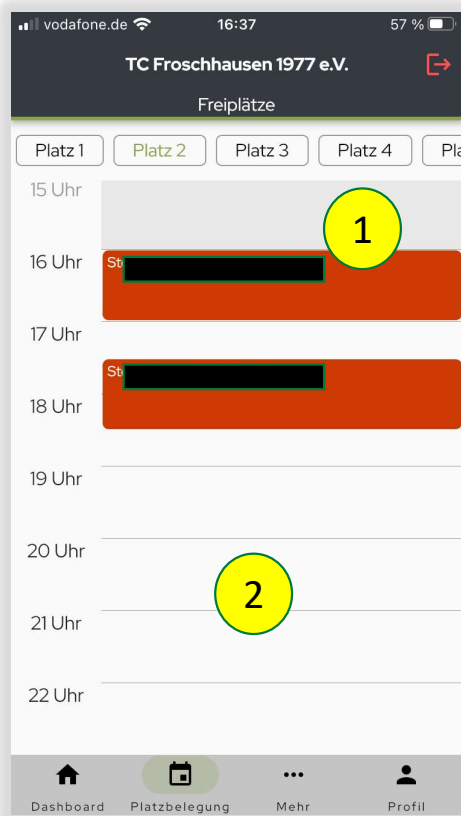 vodafone.de 16:37 57 %
TC Froschhausen 1977 e.V.
Freiplätze
Platz 1 Platz 2 Platz 3 Platz 4
15 Uhr
1
16 Uhr
17 Uhr
18 Uhr
19 Uhr
20 Uhr
2
21 Uhr
22 Uhr
Dashboard Platzbelegung Mehr Profil